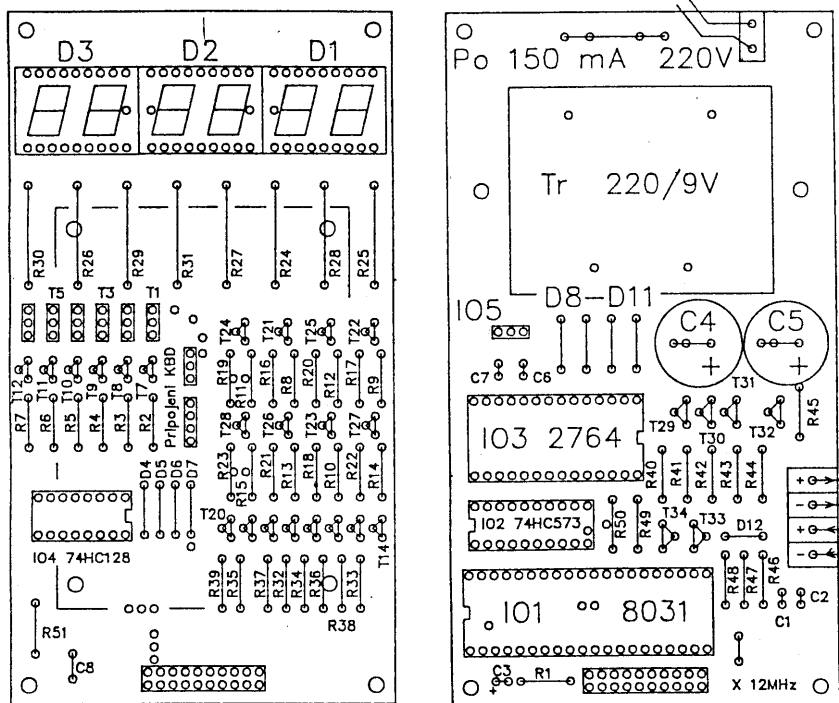 D3 D2 D1
R30 R26 R29 R31 R27 R24 R28 R25
T5 T3 T1
T24 T21 T25 T22
T12 T11 T10 T9 T8 T7
Pripojeni KBD
R19 R11 R16 R8 R20 R12 R17 R9
R7 R6 R5 R4 R3 R2
T28 T26 T23 T27
R23 R15 R21 R13 R18 R10 R22 R14
D4 D5 D6 D7
T20 T14
IO4 74HC128
R39 R35 R37 R32 R34 R36 R33
R38
R51
C8
Po 150 mA 220V
Tr 220/9V
IO5 D8-D11
C4 C5
+ +
C7 C6
T31
R45
T29 T30 T32
IO3 2764
R40 R41 R42 R43 R44
+
-
+
-
IO2 74HC573
R50 R49 T34 T33 D12
R48 R47 R46
IO1 8031
C1 C2
C3 R1
+
X 12MHz